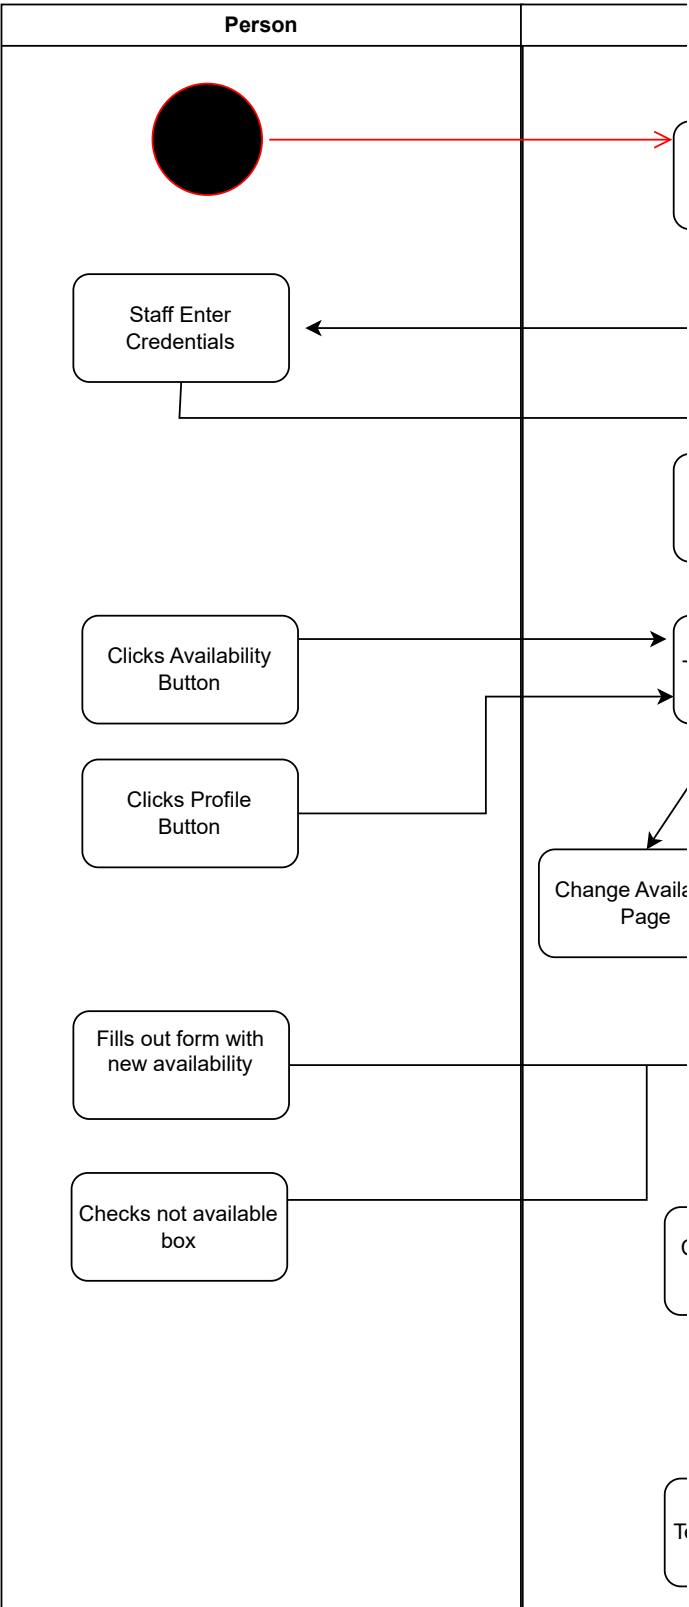 Person
Staff Enter
Credentials
Clicks Availability
Button
Clicks Profile
Button
Change
Page
Fills out form with
new availability
Checks not available
box